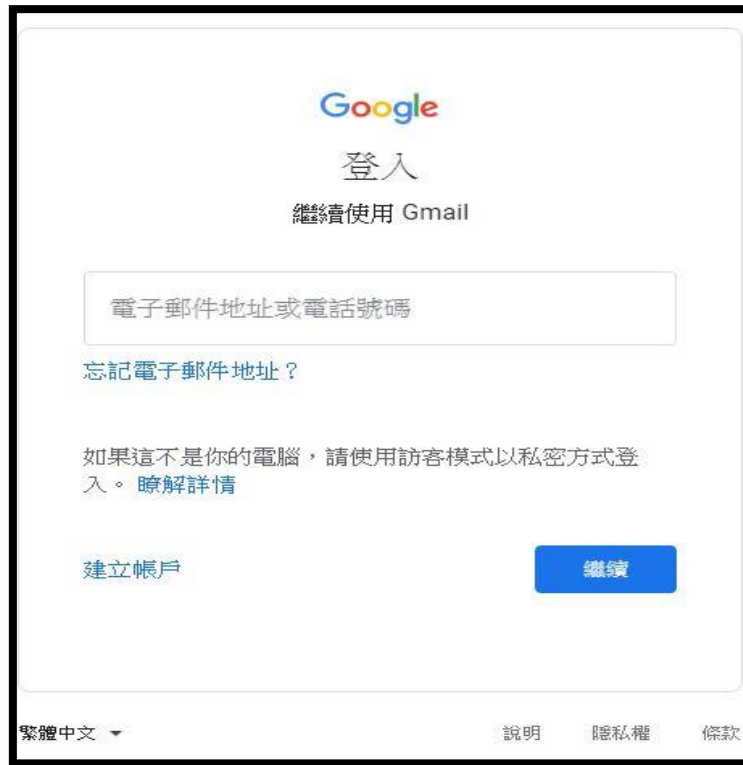 Google
登入
繼續使用 Gmail
電子郵件地址或電話號碼
忘記電子郵件地址？
如果這不是你的電腦，請使用訪客模式以私密方式登
入。瞭解詳情
建立帳戶
繼續
繁體中文
說明 隱私權 條款